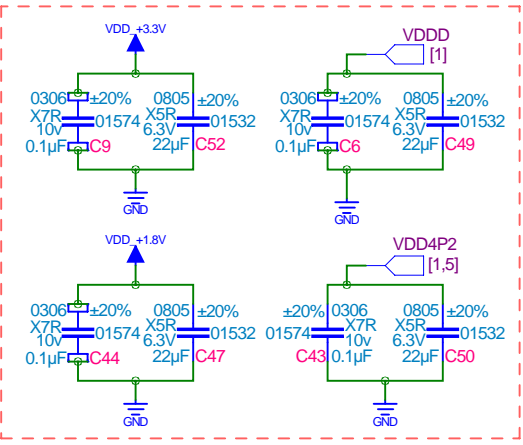 VDD_+3.3V
0306 ±20%
X7R
10v
01574
0.1µF C9
0805 ±20%
X5R
6.3V
01532
22µF C52
GND
VDDD
[1]
0306 ±20%
X7R
10v
01574
0.1µF C6
0805 ±20%
X5R
6.3V
01532
22µF C49
GND
VDD_+1.8V
0306 ±20%
X7R
10v
01574
0.1µF C44
0805 ±20%
X5R
6.3V
01532
22µF C47
GND
VDD4P2
[1,5]
±20% 0306
X7R
01574
10v
C43 0.1µF
0805 ±20%
X5R
6.3V
01532
22µF C50
GND